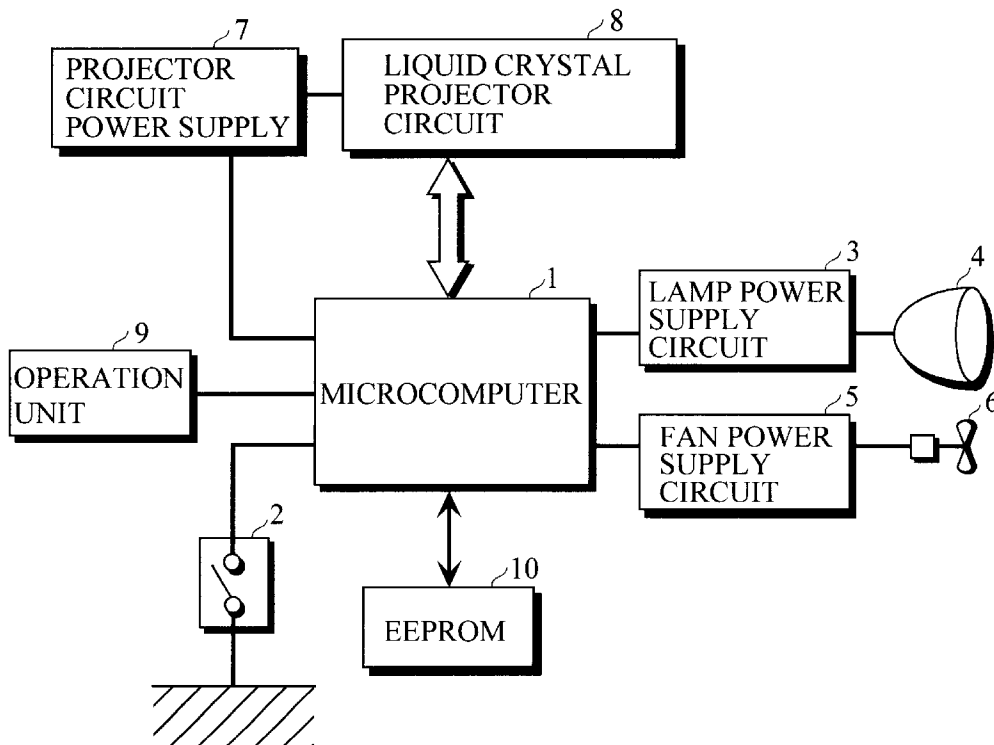 7
PROJECTOR
CIRCUIT
POWER SUPPLY
8
LIQUID CRYSTAL
PROJECTOR
CIRCUIT
1
MICROCOMPUTER
3
LAMP POWER
SUPPLY
CIRCUIT
4
9
OPERATION
UNIT
5
FAN POWER
SUPPLY
CIRCUIT
6
2
10
EEPROM